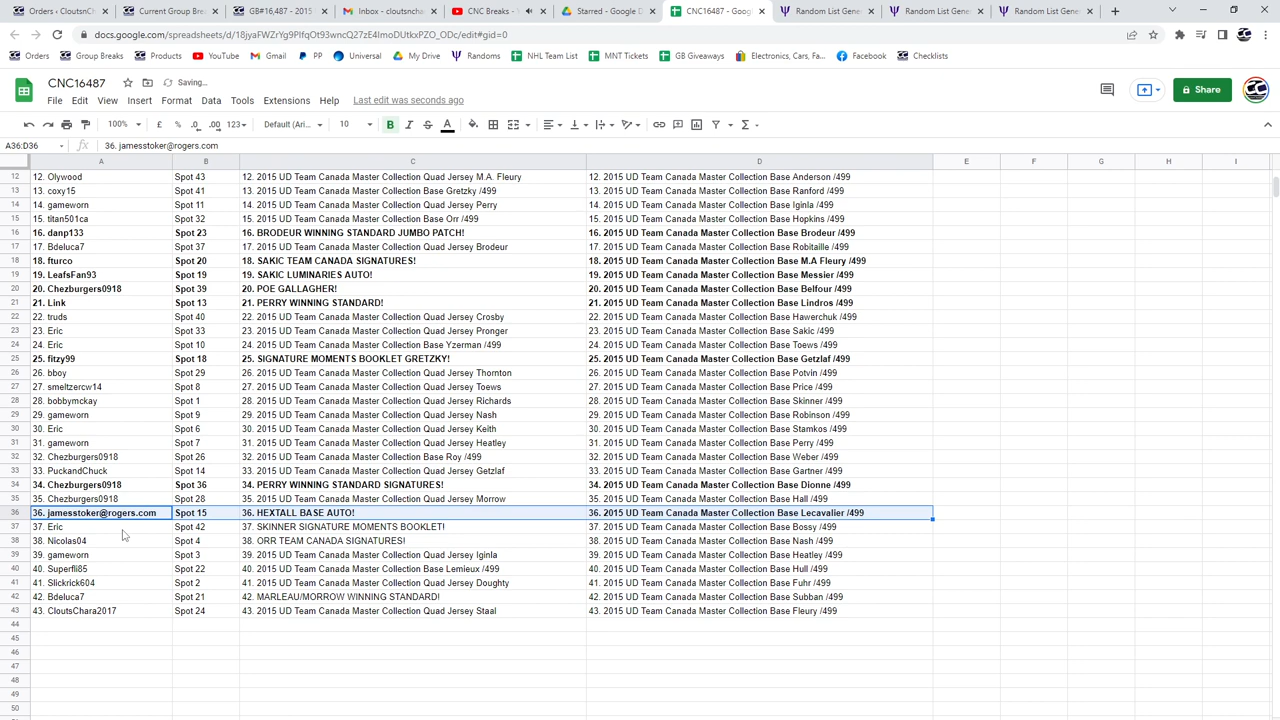 Orders ‹ CloutsnCh
Current Group Break
GB#16,487 - 2015
Inbox - cloutsnchar
CNC Breaks -
Starred - Google D
CNC16487 - Goog
Random List Gene
Random List Gene
Random List Gene
docs.google.com/spreadsheets/d/18jyaFWZrYg9PIfqOt93wncQ27zE4ImoDUtkxPZO_ODc/edit#gid=0
Orders Group Breaks Products YouTube Gmail Universal My Drive Randoms NHL Team List MNT Tickets GB Giveaways Electronics, Cars, Fa... Facebook Checklists
CNC16487 Saving...
File Edit View Insert Format Data Tools Extensions Help Last edit was seconds ago
Share
100% £ % .0 .00 123 Default (Ari... 10 B I S A
A36:D36 fx 36. jamesstoker@rogers.com
A B C D E F G H I
12 12. Olywood Spot 43 12. 2015 UD Team Canada Master Collection Quad Jersey M.A. Fleury 12. 2015 UD Team Canada Master Collection Base Anderson /499
13 13. coxy15 Spot 41 13. 2015 UD Team Canada Master Collection Base Gretzky /499 13. 2015 UD Team Canada Master Collection Base Ranford /499
14 14. gameworn Spot 11 14. 2015 UD Team Canada Master Collection Quad Jersey Perry 14. 2015 UD Team Canada Master Collection Base Iginla /499
15 15. titan501ca Spot 32 15. 2015 UD Team Canada Master Collection Base Orr /499 15. 2015 UD Team Canada Master Collection Base Hopkins /499
16 16. danp133 Spot 23 16. BRODEUR WINNING STANDARD JUMBO PATCH! 16. 2015 UD Team Canada Master Collection Base Brodeur /499
17 17. Bdeluca7 Spot 37 17. 2015 UD Team Canada Master Collection Quad Jersey Brodeur 17. 2015 UD Team Canada Master Collection Base Robitaille /499
18 18. fturco Spot 20 18. SAKIC TEAM CANADA SIGNATURES! 18. 2015 UD Team Canada Master Collection Base M.A Fleury /499
19 19. LeafsFan93 Spot 19 19. SAKIC LUMINARIES AUTO! 19. 2015 UD Team Canada Master Collection Base Messier /499
20 20. Chezburgers0918 Spot 39 20. POE GALLAGHER! 20. 2015 UD Team Canada Master Collection Base Belfour /499
21 21. Link Spot 13 21. PERRY WINNING STANDARD! 21. 2015 UD Team Canada Master Collection Base Lindros /499
22 22. truds Spot 40 22. 2015 UD Team Canada Master Collection Quad Jersey Crosby 22. 2015 UD Team Canada Master Collection Base Hawerchuk /499
23 23. Eric Spot 33 23. 2015 UD Team Canada Master Collection Quad Jersey Pronger 23. 2015 UD Team Canada Master Collection Base Sakic /499
24 24. Eric Spot 10 24. 2015 UD Team Canada Master Collection Base Yzerman /499 24. 2015 UD Team Canada Master Collection Base Toews /499
25 25. fitzy99 Spot 18 25. SIGNATURE MOMENTS BOOKLET GRETZKY! 25. 2015 UD Team Canada Master Collection Base Getzlaf /499
26 26. bboy Spot 29 26. 2015 UD Team Canada Master Collection Quad Jersey Thornton 26. 2015 UD Team Canada Master Collection Base Potvin /499
27 27. smeltzercw14 Spot 8 27. 2015 UD Team Canada Master Collection Quad Jersey Toews 27. 2015 UD Team Canada Master Collection Base Price /499
28 28. bobbymckay Spot 1 28. 2015 UD Team Canada Master Collection Quad Jersey Richards 28. 2015 UD Team Canada Master Collection Base Skinner /499
29 29. gameworn Spot 9 29. 2015 UD Team Canada Master Collection Quad Jersey Nash 29. 2015 UD Team Canada Master Collection Base Robinson /499
30 30. Eric Spot 6 30. 2015 UD Team Canada Master Collection Quad Jersey Keith 30. 2015 UD Team Canada Master Collection Base Stamkos /499
31 31. gameworn Spot 7 31. 2015 UD Team Canada Master Collection Quad Jersey Heatley 31. 2015 UD Team Canada Master Collection Base Perry /499
32 32. Chezburgers0918 Spot 26 32. 2015 UD Team Canada Master Collection Base Roy /499 32. 2015 UD Team Canada Master Collection Base Weber /499
33 33. PuckandChuck Spot 14 33. 2015 UD Team Canada Master Collection Quad Jersey Getzlaf 33. 2015 UD Team Canada Master Collection Base Gartner /499
34 34. Chezburgers0918 Spot 36 34. PERRY WINNING STANDARD SIGNATURES! 34. 2015 UD Team Canada Master Collection Base Dionne /499
35 35. Chezburgers0918 Spot 28 35. 2015 UD Team Canada Master Collection Quad Jersey Morrow 35. 2015 UD Team Canada Master Collection Base Hall /499
36 36. jamesstoker@rogers.com Spot 15 36. HEXTALL BASE AUTO! 36. 2015 UD Team Canada Master Collection Base Lecavalier /499
37 37. Eric Spot 42 37. SKINNER SIGNATURE MOMENTS BOOKLET! 37. 2015 UD Team Canada Master Collection Base Bossy /499
38 38. Nicolas04 Spot 4 38. ORR TEAM CANADA SIGNATURES! 38. 2015 UD Team Canada Master Collection Base Nash /499
39 39. gameworn Spot 3 39. 2015 UD Team Canada Master Collection Quad Jersey Iginla 39. 2015 UD Team Canada Master Collection Base Heatley /499
40 40. Superfli85 Spot 22 40. 2015 UD Team Canada Master Collection Base Lemieux /499 40. 2015 UD Team Canada Master Collection Base Hull /499
41 41. Slickrick604 Spot 2 41. 2015 UD Team Canada Master Collection Quad Jersey Doughty 41. 2015 UD Team Canada Master Collection Base Fuhr /499
42 42. Bdeluca7 Spot 21 42. MARLEAU/MORROW WINNING STANDARD! 42. 2015 UD Team Canada Master Collection Base Subban /499
43 43. CloutsChara2017 Spot 24 43. 2015 UD Team Canada Master Collection Quad Jersey Staal 43. 2015 UD Team Canada Master Collection Base Fleury /499
44
45
46
47
48
49
50